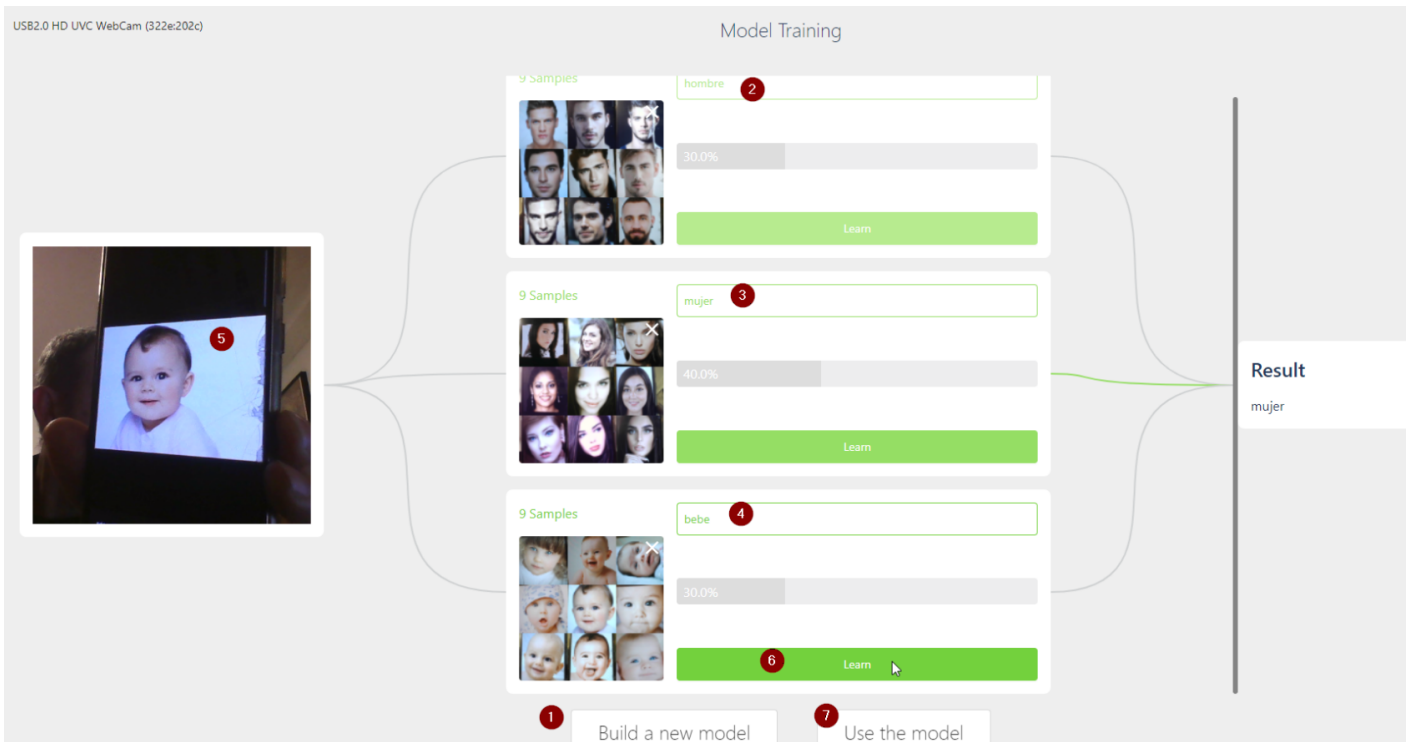 USB2.0 HD UVC WebCam (322e:202c)
Model Training
9 Samples
hombre
2
30.0%
Learn
9 Samples
mujer
3
40.0%
Learn
5
Result
mujer
9 Samples
bebe
4
30.0%
6
Learn
1
Build a new model
7
Use the model